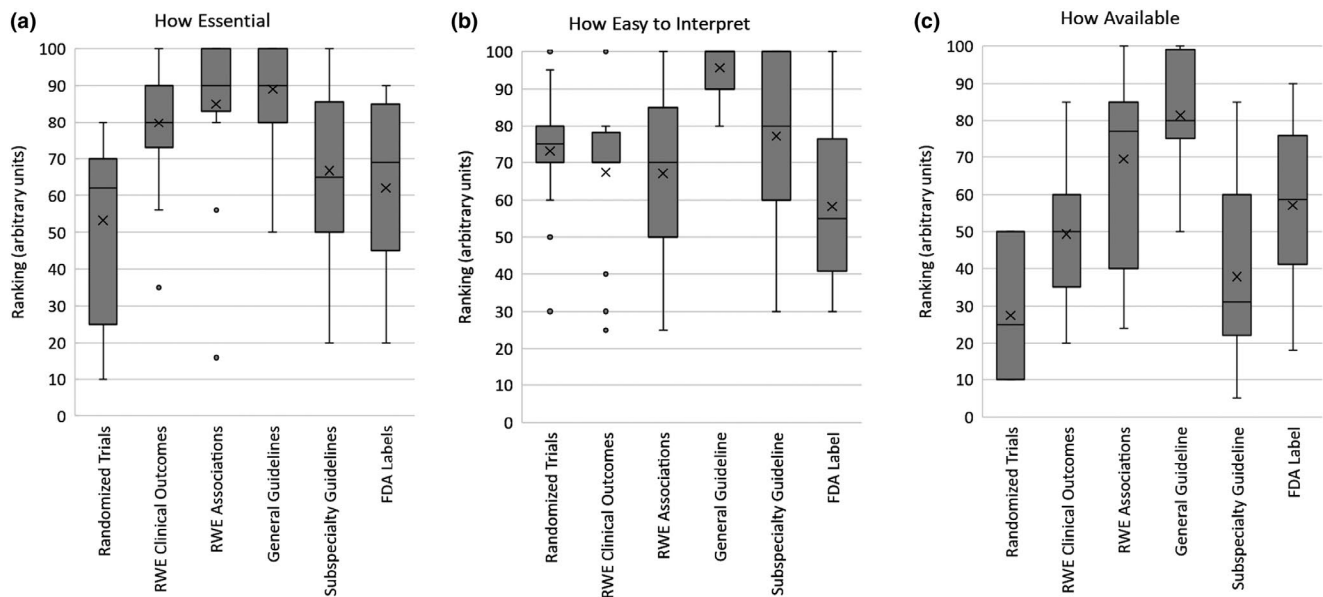 (a)
How Essential
Ranking (arbitrary units)
100
90
80
70
60
50
40
30
20
10
0
Randomized Trials
RWE Clinical Outcomes
RWE Associations
General Guidelines
Subspecialty Guidelines
FDA Labels
(b)
How Easy to Interpret
Ranking (arbitrary units)
100
90
80
70
60
50
40
30
20
10
0
Randomized Trials
RWE Clinical Outcomes
RWE Associations
General Guideline
Subspecialty Guidelines
FDA Label
(c)
How Available
Ranking (arbitrary units)
100
90
80
70
60
50
40
30
20
10
0
Randomized Trials
RWE Clinical Outcomes
RWE Associations
General Guideline
Subspecialty Guideline
FDA Label